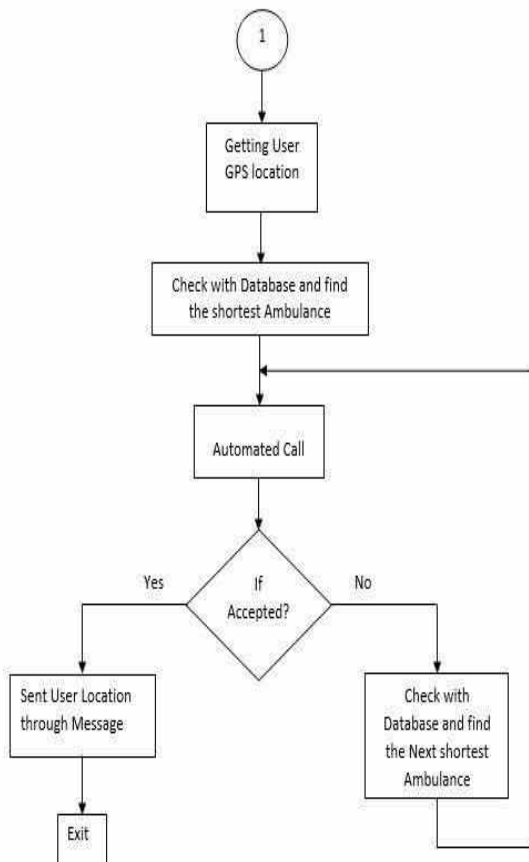 1
Getting User
GPS location
Check with Database and find
the shortest Ambulance
Automated Call
If
Accepted?
Yes
No
Sent User Location
through Message
Check with
Database and find
the Next shortest
Ambulance
Exit